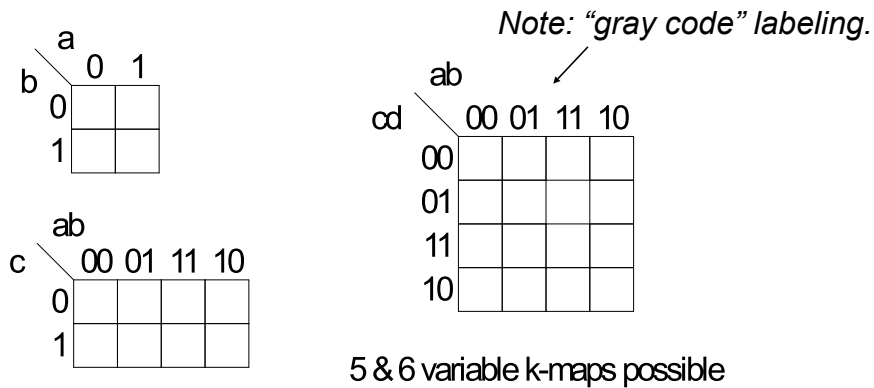 Note: “gray code” labeling.
a
b
0 1
0
1
ab
cd
00 01 11 10
00
01
11
10
ab
c
00 01 11 10
0
1
5 & 6 variable k-maps possible